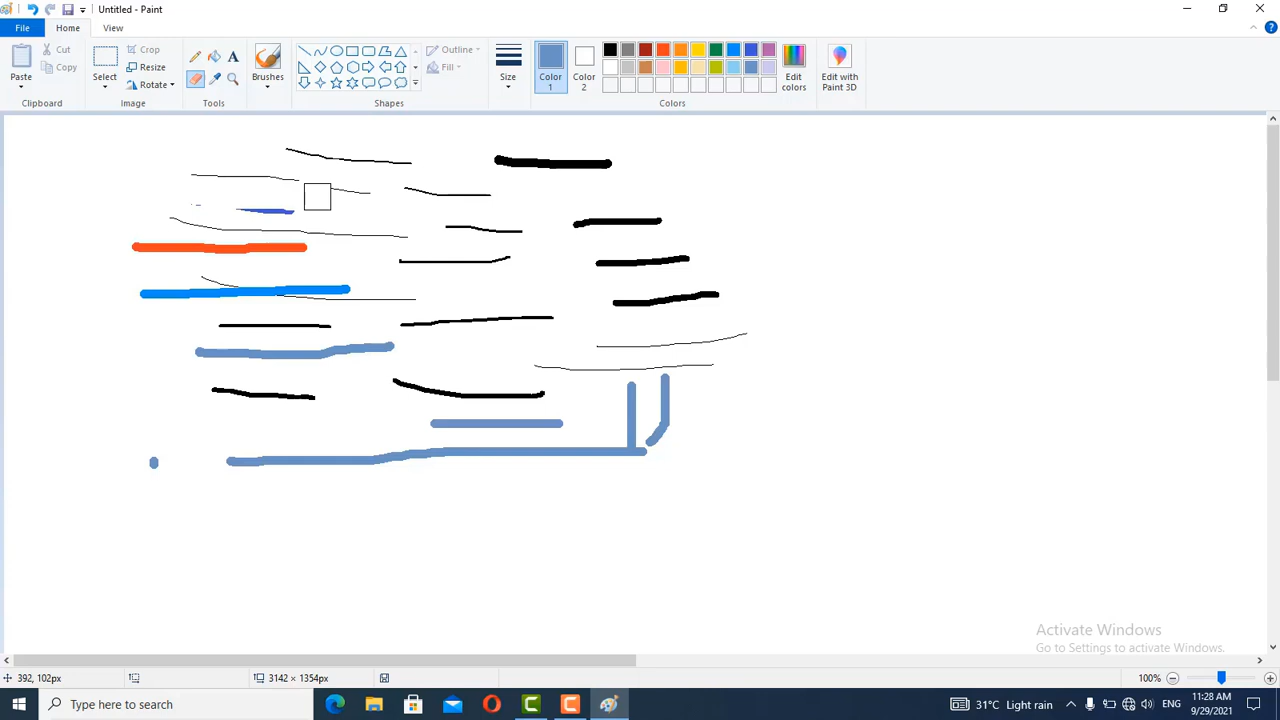 Untitled - Paint
File
Home
View
Paste
Cut
Copy
Clipboard
Select
Crop
Resize
Rotate
Image
A
Tools
Brushes
Outline
Fill
Shapes
Size
Color 1
Color 2
Edit colors
Edit with Paint 3D
Colors
Activate Windows
Go to Settings to activate Windows.
392, 102px
3142 × 1354px
100%
Type here to search
31°C Light rain
ENG
11:28 AM
9/29/2021